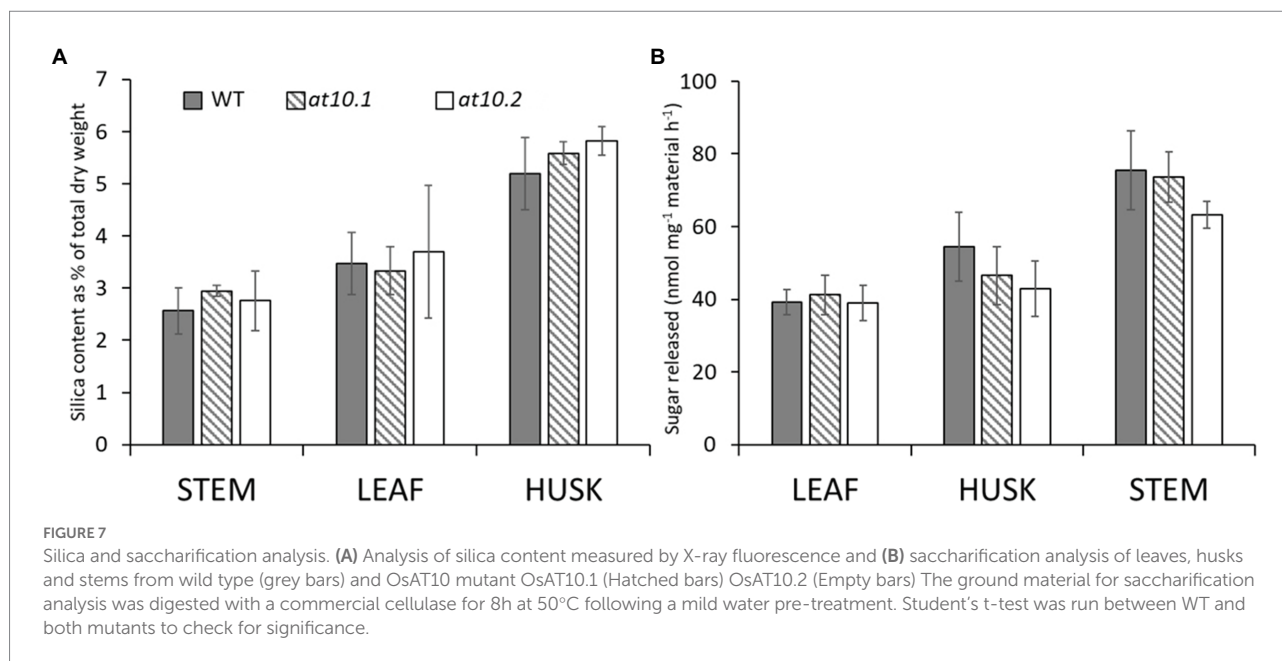 A
Silica content as % of total dry weight
7
6
5
4
3
2
1
0
WT
at10.1
at10.2
STEM LEAF HUSK
B
Sugar released (nmol mg-1 material h-1)
100
80
60
40
20
0
LEAF HUSK STEM
FIGURE 7
Silica and saccharification analysis. (A) Analysis of silica content measured by X-ray fluorescence and (B) saccharification analysis of leaves, husks
and stems from wild type (grey bars) and OsAT10 mutant OsAT10.1 (Hatched bars) OsAT10.2 (Empty bars) The ground material for saccharification
analysis was digested with a commercial cellulase for 8h at 50°C following a mild water pre-treatment. Student’s t-test was run between WT and
both mutants to check for significance.